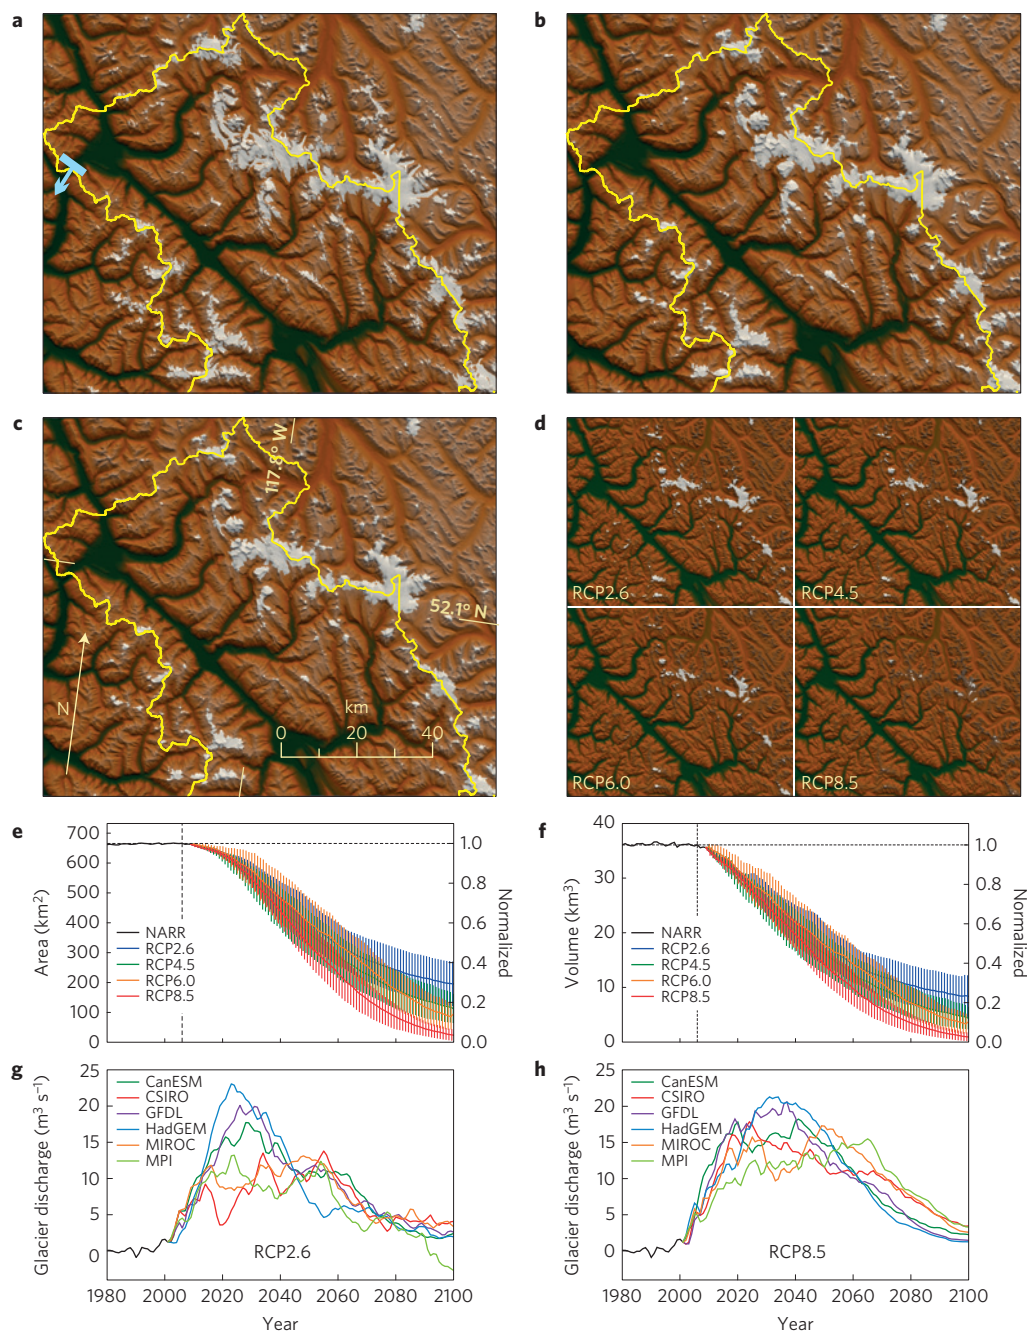 a
b
c
117.8° W
52.1° N
N
km
0 20 40
d
RCP2.6
RCP4.5
RCP6.0
RCP8.5
e
700
600
500
400
300
200
100
0
Area (km²)
1.0
0.8
0.6
0.4
0.2
0.0
Normalized
NARR
RCP2.6
RCP4.5
RCP6.0
RCP8.5
f
40
30
20
10
0
Volume (km³)
1.0
0.8
0.6
0.4
0.2
0.0
Normalized
NARR
RCP2.6
RCP4.5
RCP6.0
RCP8.5
g
25
20
15
10
5
0
Glacier discharge (m³ s⁻¹)
CanESM
CSIRO
GFDL
HadGEM
MIROC
MPI
RCP2.6
1980 2000 2020 2040 2060 2080 2100
Year
h
25
20
15
10
5
0
Glacier discharge (m³ s⁻¹)
CanESM
CSIRO
GFDL
HadGEM
MIROC
MPI
RCP8.5
1980 2000 2020 2040 2060 2080 2100
Year